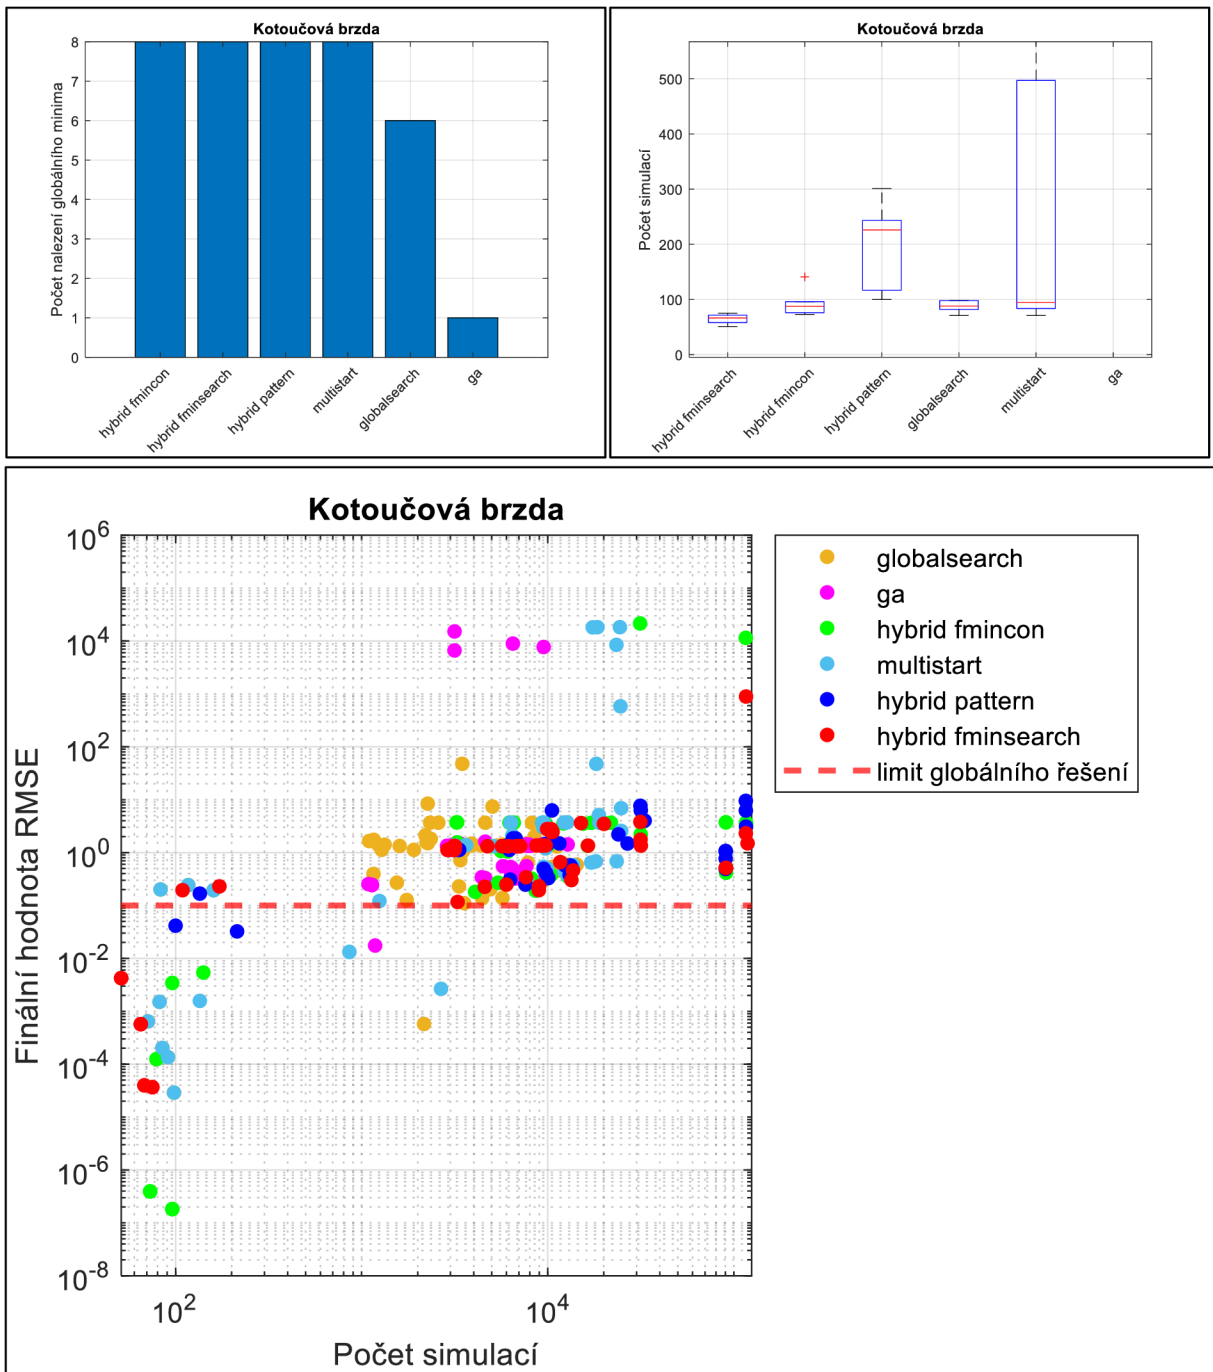 Kotoučová brzda
Počet nalezení globálního minima
8
7
6
5
4
3
2
1
0
hybrid fmincon
hybrid fminsearch
hybrid pattern
multistart
globalsearch
ga
Kotoučová brzda
Počet simulací
500
400
300
200
100
0
hybrid fminsearch
hybrid fmincon
hybrid pattern
globalsearch
multistart
ga
Kotoučová brzda
Finální hodnota RMSE
10^6
10^4
10^2
10^0
10^-2
10^-4
10^-6
10^-8
10^2
10^4
Počet simulací
globalsearch
ga
hybrid fmincon
multistart
hybrid pattern
hybrid fminsearch
limit globálního řešení